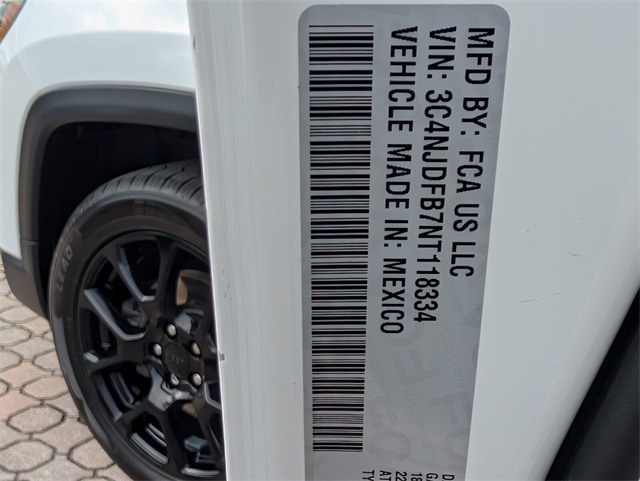 MFD BY: FCA US LLC
VIN: 3C4NJDFB7NT118334
VEHICLE MADE IN: MEXICO